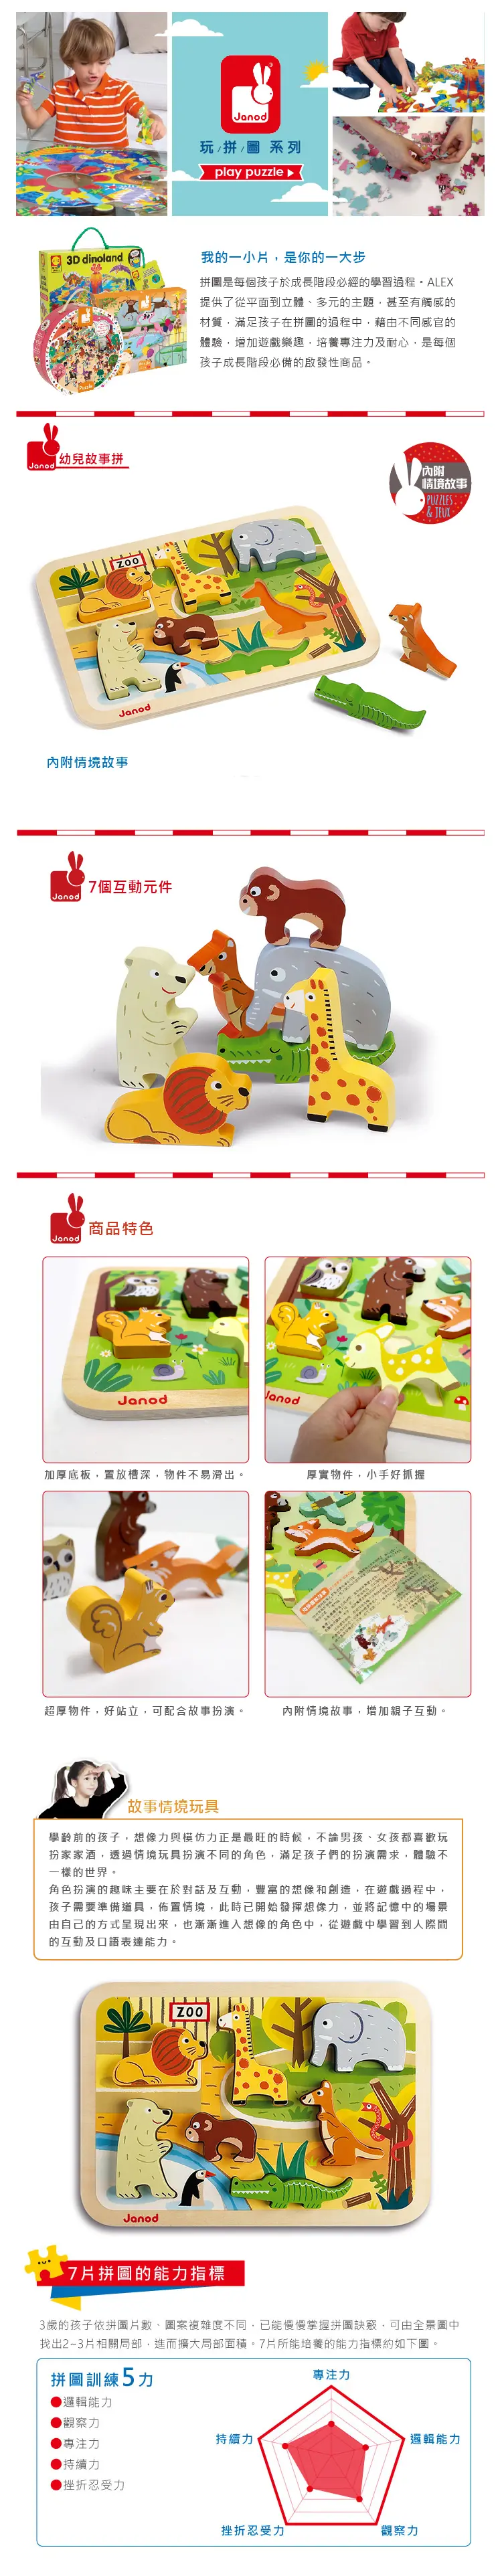 Janod
玩/拼/圖 系列
play puzzle
3D dinoland
Puzzle
我的一小片，是你的一大步
拼圖是每個孩子於成長階段必經的學習過程。ALEX
提供了從平面到立體、多元的主題，甚至有觸感的
材質，滿足孩子在拼圖的過程中，藉由不同感官的
體驗，增加遊戲樂趣，培養專注力及耐心，是每個
孩子成長階段必備的啟發性商品。
Janod 幼兒故事拼
內附
情境故事
PUZZLES
& JEUX
ZOO
Janod
內附情境故事
Janod 7個互動元件
Janod 商品特色
Janod
Janod
加厚底板，置放槽深，物件不易滑出。
厚實物件，小手好抓握
超厚物件，好站立，可配合故事扮演。
內附情境故事，增加親子互動。
故事情境玩具
學齡前的孩子，想像力與模仿力正是最旺的時候，不論男孩、女孩都喜歡玩
扮家家酒，透過情境玩具扮演不同的角色，滿足孩子們的扮演需求，體驗不
一樣的世界。
角色扮演的趣味主要在於對話及互動，豐富的想像和創造，在遊戲過程中，
孩子需要準備道具，佈置情境，此時已開始發揮想像力，並將記憶中的場景
由自己的方式呈現出來，也漸漸進入想像的角色中，從遊戲中學習到人際間
的互動及口語表達能力。
ZOO
Janod
7片拼圖的能力指標
3歲的孩子依拼圖片數、圖案複雜度不同，已能慢慢掌握拼圖訣竅，可由全景圖中
找出2~3片相關局部，進而擴大局部面積。7片所能培養的能力指標約如下圖。
拼圖訓練5力
●邏輯能力
●觀察力
●專注力
●持續力
●挫折忍受力
專注力
持續力
邏輯能力
挫折忍受力
觀察力